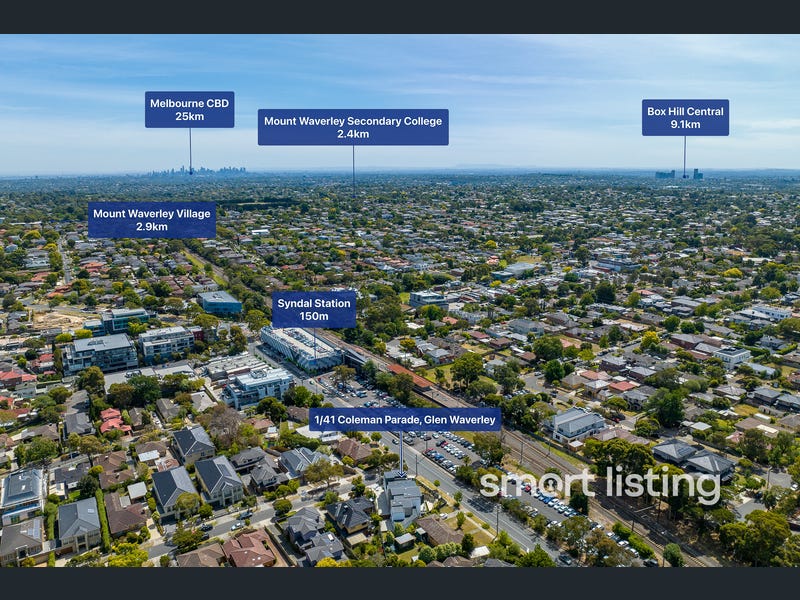 Melbourne CBD
25km
Mount Waverley Secondary College
2.4km
Box Hill Central
9.1km
Mount Waverley Village
2.9km
Syndal Station
150m
1/41 Coleman Parade, Glen Waverley
smart listing